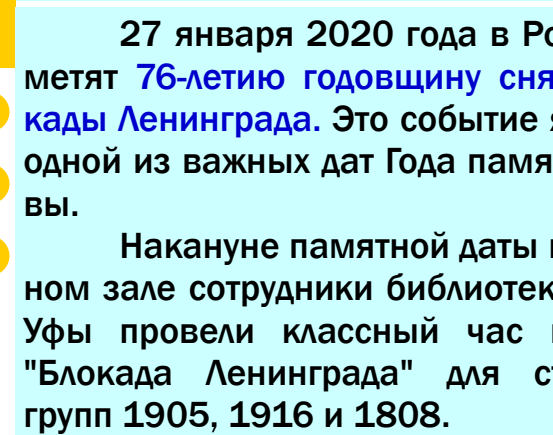 27 января 2020 года в Ро
метят 76-летию годовщину сня
кады Ленинграда. Это событие
одной из важных дат Года памя
вы.
Накануне памятной даты
ном зале сотрудники библиотек
Уфы провели классный час
"Блокада Ленинграда" для ст
групп 1905, 1916 и 1808.